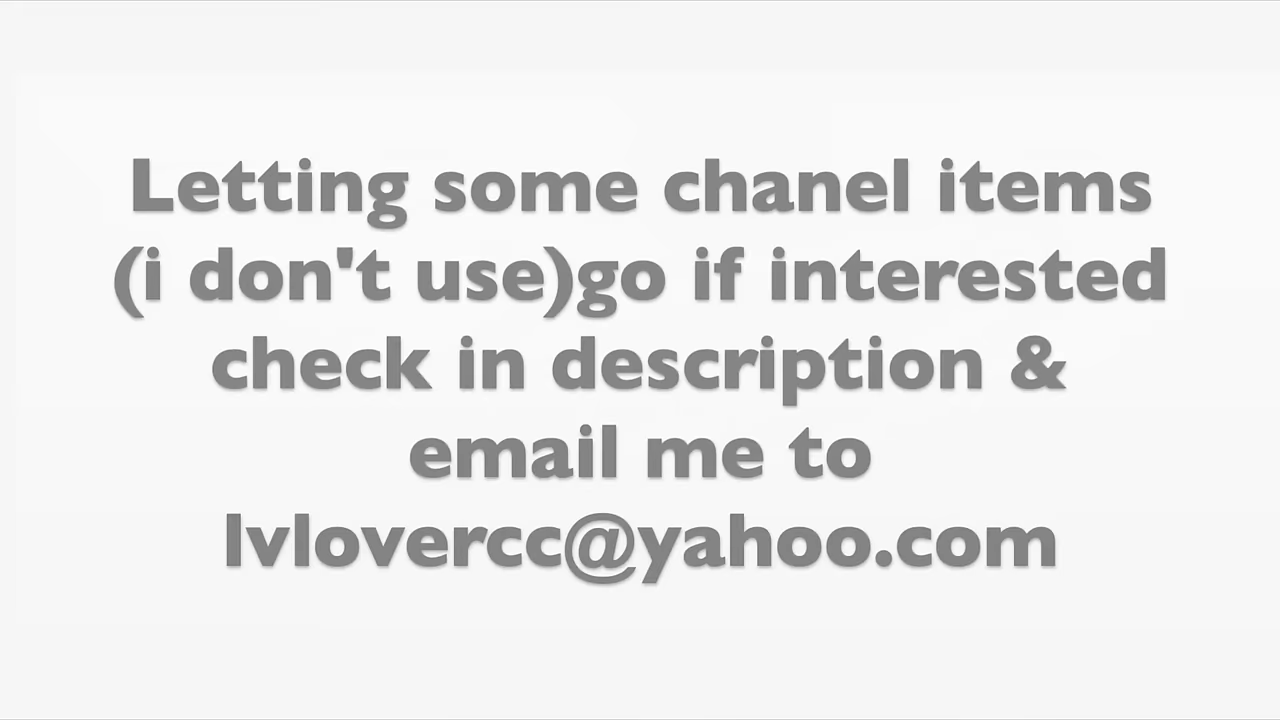 Letting some chanel items
(i don't use)go if interested
check in description &
email me to
lvlovercc@yahoo.com